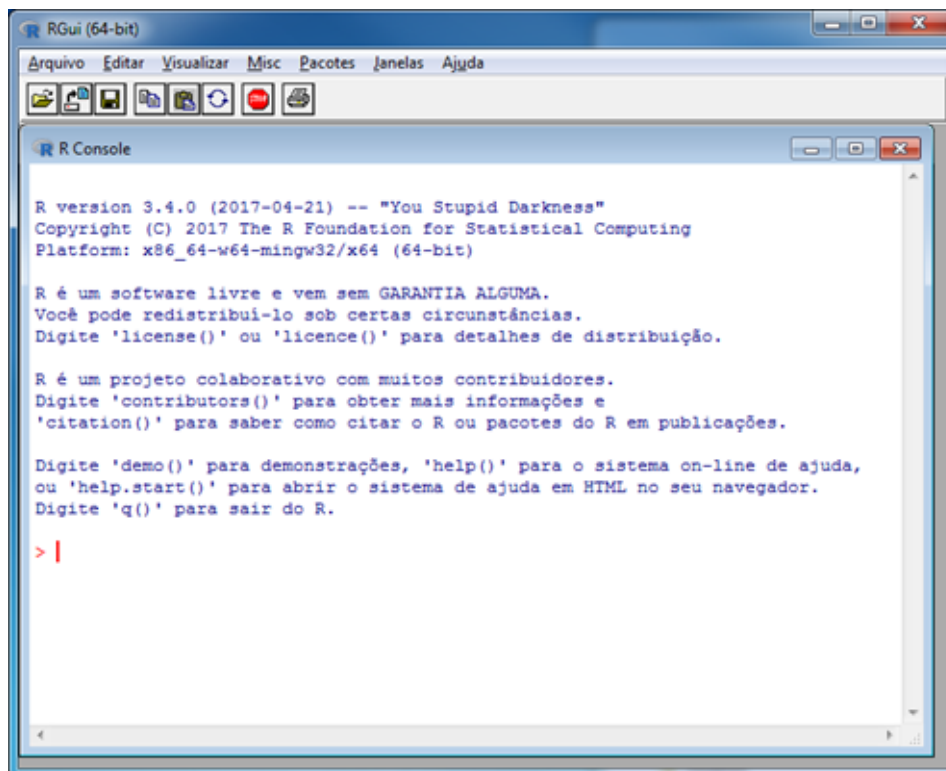 RGui (64-bit)
Arquivo Editar Visualizar Misc Pacotes Janelas Ajuda
STOP
R Console
R version 3.4.0 (2017-04-21) -- "You Stupid Darkness"
Copyright (C) 2017 The R Foundation for Statistical Computing
Platform: x86_64-w64-mingw32/x64 (64-bit)
R é um software livre e vem sem GARANTIA ALGUMA.
Você pode redistribuí-lo sob certas circunstâncias.
Digite 'license()' ou 'licence()' para detalhes de distribuição.
R é um projeto colaborativo com muitos contribuidores.
Digite 'contributors()' para obter mais informações e
'citation()' para saber como citar o R ou pacotes do R em publicações.
Digite 'demo()' para demonstrações, 'help()' para o sistema on-line de ajuda,
ou 'help.start()' para abrir o sistema de ajuda em HTML no seu navegador.
Digite 'q()' para sair do R.
>